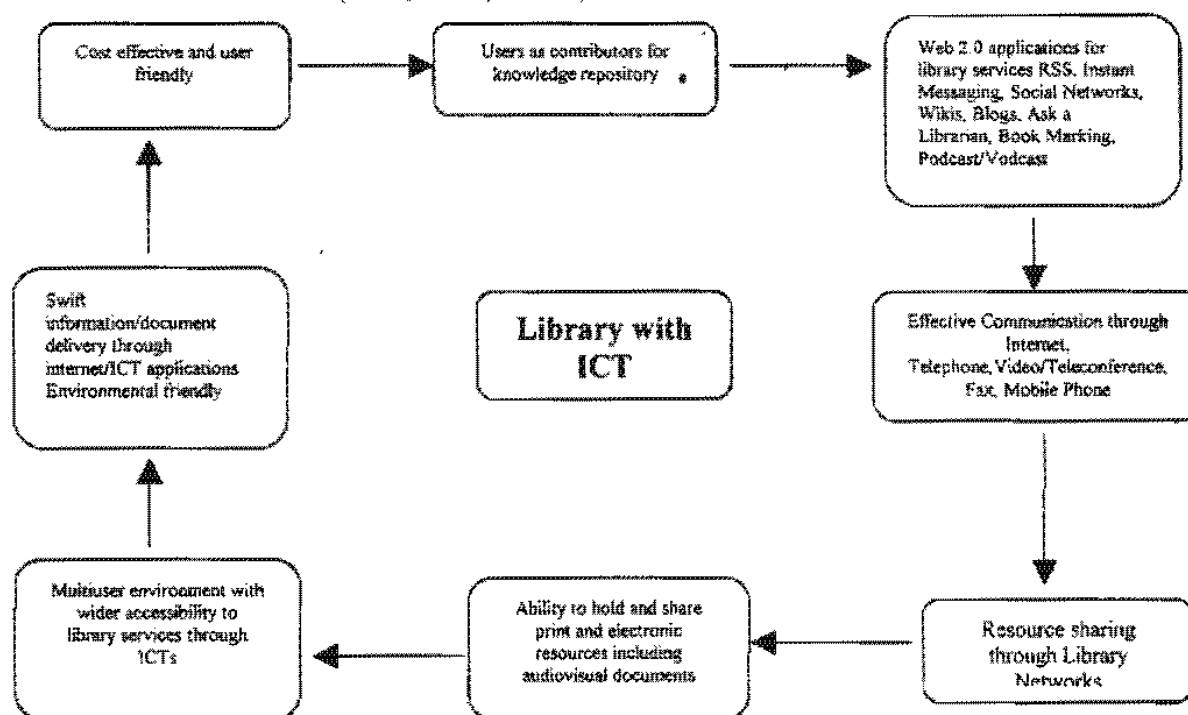 Cost effective and user
friendly
Users as contributors for
knowledge repository
Web 2.0 applications for
library services RSS. Instant
Messaging, Social Networks,
Wikis, Blogs. Ask a
Librarian, Book Marking,
Podcast/Vodcast
Swift
information/document
delivery through
internet/ICT applications
Environmental friendly
Library with
ICT
Effective Communication through
Internet,
Telephone, Video/Teleconference,
Fax, Mobile Phone
Multiuser environment with
wider accessibility to
library services through
ICTs
Ability to hold and share
print and electronic
resources including
audiovisual documents
Resource sharing
through Library
Networks